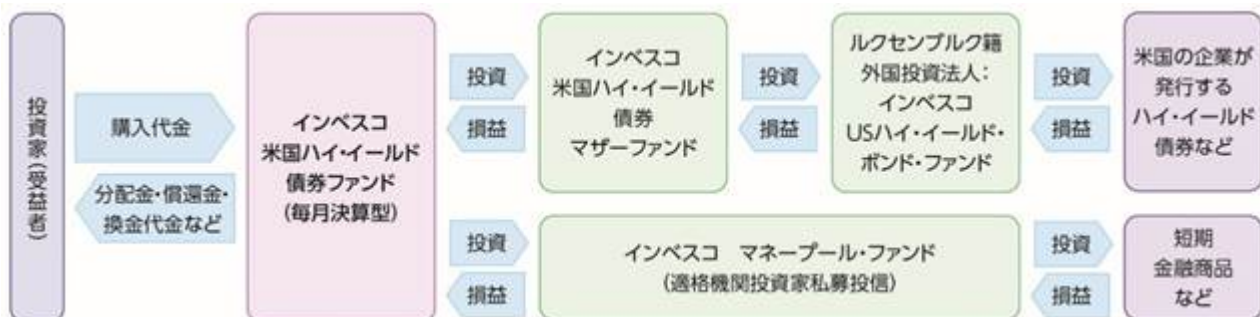 投資家(受益者)
購入代金
分配金・償還金・
換金代金など
インベスコ
米国ハイ・イールド
債券ファンド
(毎月決算型)
投資
損益
インベスコ
米国ハイ・イールド
債券
マザーファンド
投資
損益
ルクセンブルク籍
外国投資法人:
インベスコ
USハイ・イールド・
ボンド・ファンド
投資
損益
米国の企業が
発行する
ハイ・イールド
債券など
投資
損益
インベスコ マネープール・ファンド
(適格機関投資家私募投信)
投資
損益
短期
金融商品
など